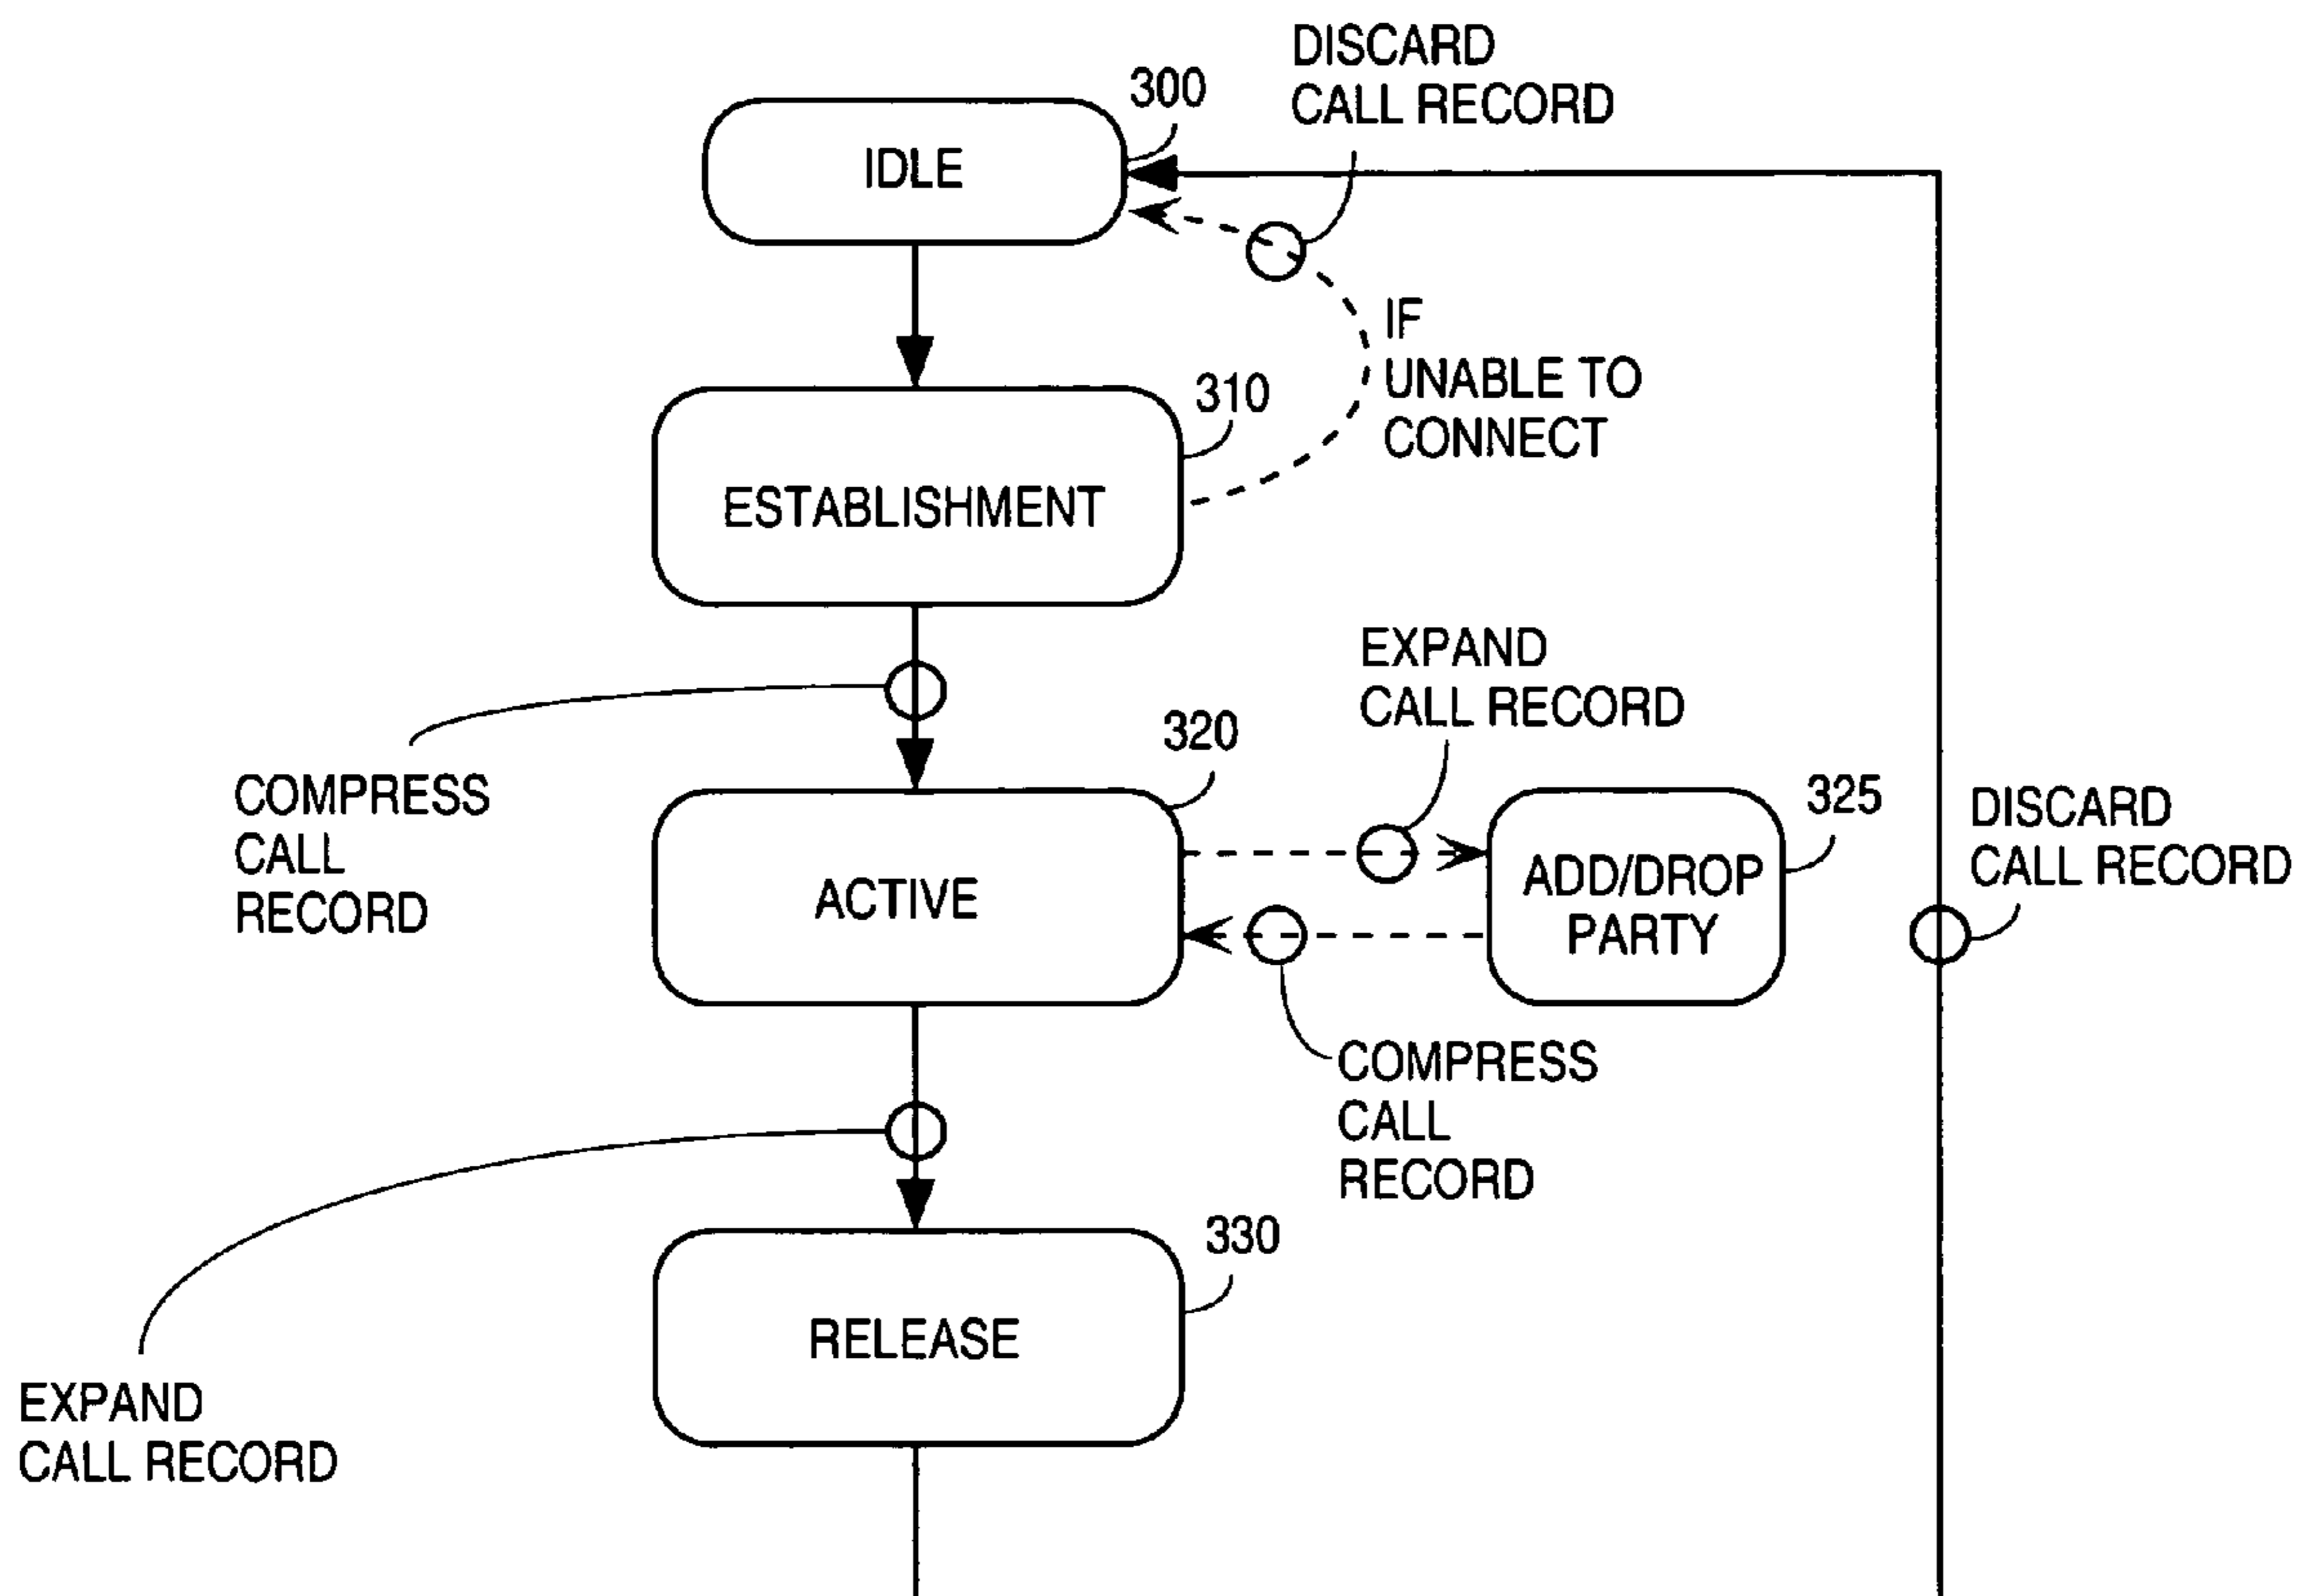 DISCARD
CALL RECORD
300
IDLE
IF
UNABLE TO
CONNECT
310
ESTABLISHMENT
EXPAND
CALL RECORD
320
COMPRESS
CALL
RECORD
325
DISCARD
CALL RECORD
ACTIVE
ADD/DROP
PARTY
COMPRESS
CALL
RECORD
330
RELEASE
EXPAND
CALL RECORD